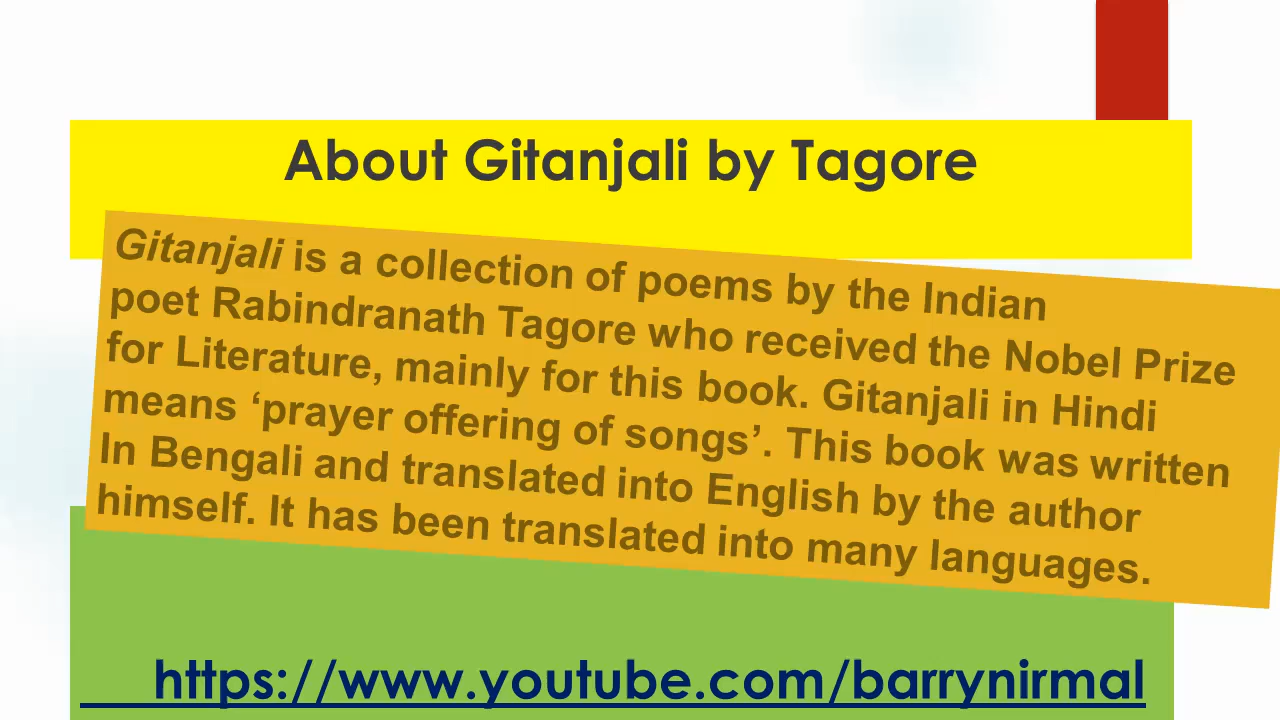 About Gitanjali by Tagore
Gitanjali is a collection of poems by the Indian
poet Rabindranath Tagore who received the Nobel Prize
for Literature, mainly for this book. Gitanjali in Hindi
means ‘prayer offering of songs’. This book was written
In Bengali and translated into English by the author
himself. It has been translated into many languages.
https://www.youtube.com/barrynirmal